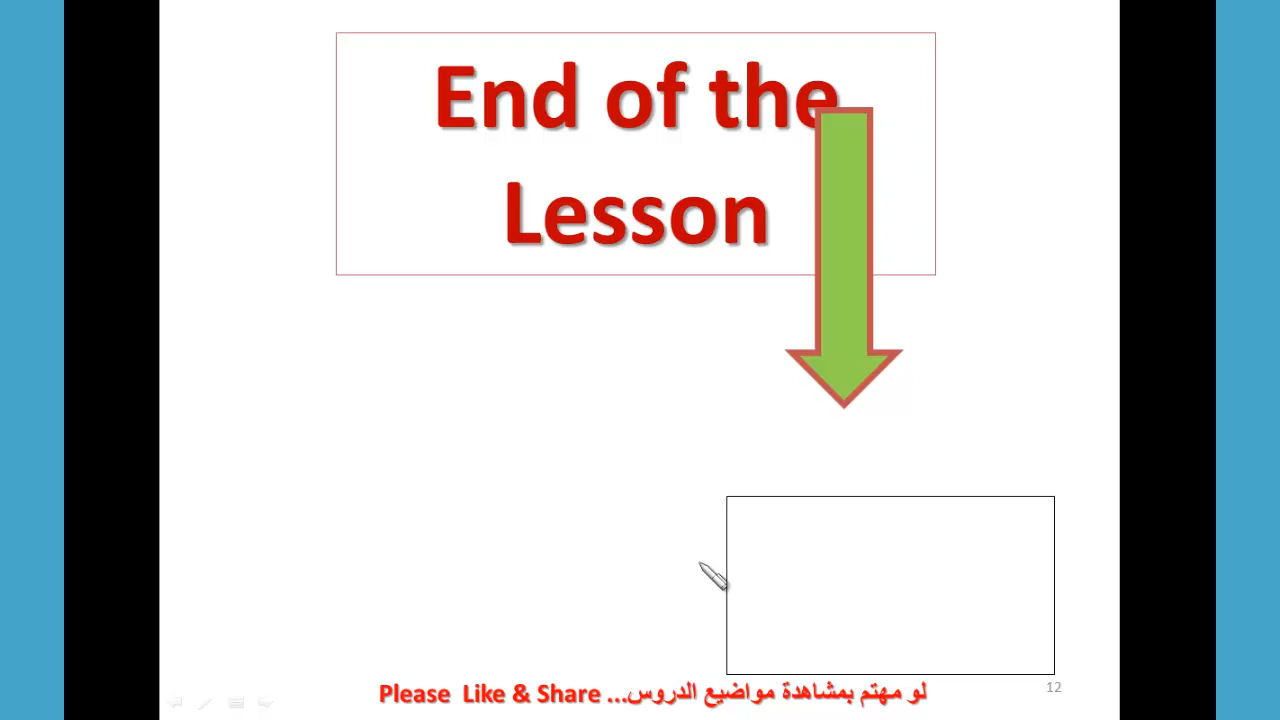 End of the
Lesson
Please Like & Share ...لو مهتم بمشاهدة مواضيع الدروس
12